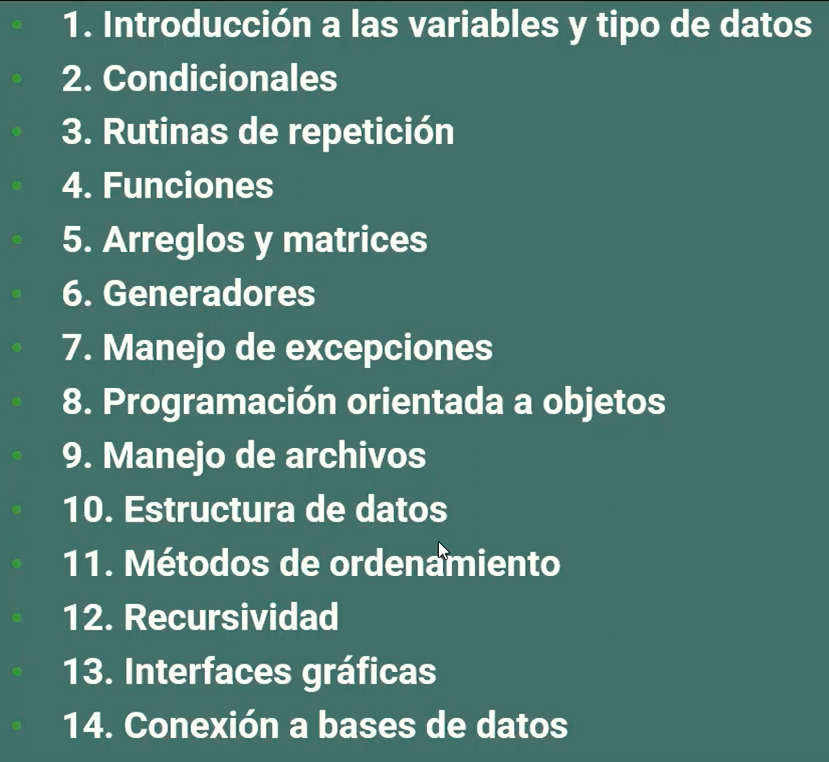 1. Introducción a las variables y tipo de datos
2. Condicionales
3. Rutinas de repetición
4. Funciones
5. Arreglos y matrices
6. Generadores
7. Manejo de excepciones
8. Programación orientada a objetos
9. Manejo de archivos
10. Estructura de datos
11. Métodos de ordenamiento
12. Recursividad
13. Interfaces gráficas
14. Conexión a bases de datos